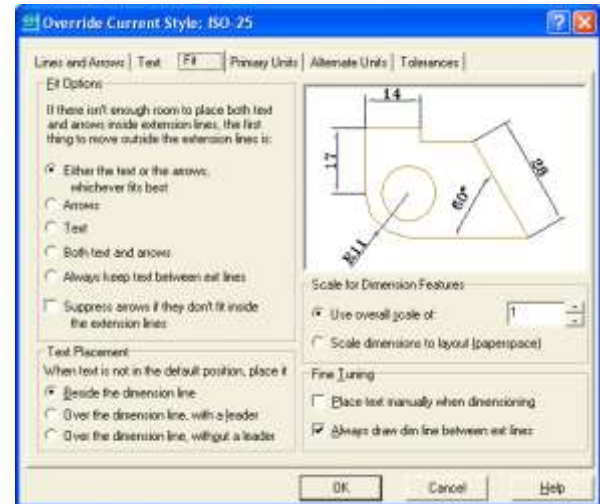 Override Current Style: ISO-25
Lines and Arrows
Text
Fit
Primary Units
Alternate Units
Tolerances
Fit Options
If there isn't enough room to place both text
and arrows inside extension lines, the first
thing to move outside the extension lines is:
Either the text or the arrows,
whichever fits best
Arrows
Text
Both text and arrows
Always keep text between ext lines
Suppress arrows if they don't fit inside
the extension lines
Text Placement
When text is not in the default position, place it
Beside the dimension line
Over the dimension line, with a leader
Over the dimension line, without a leader
14
17
28
60°
R11
Scale for Dimension Features
Use overall scale of:
1
Scale dimensions to layout (paperspace)
Fine Tuning
Place text manually when dimensioning
Always draw dim line between ext lines
OK
Cancel
Help